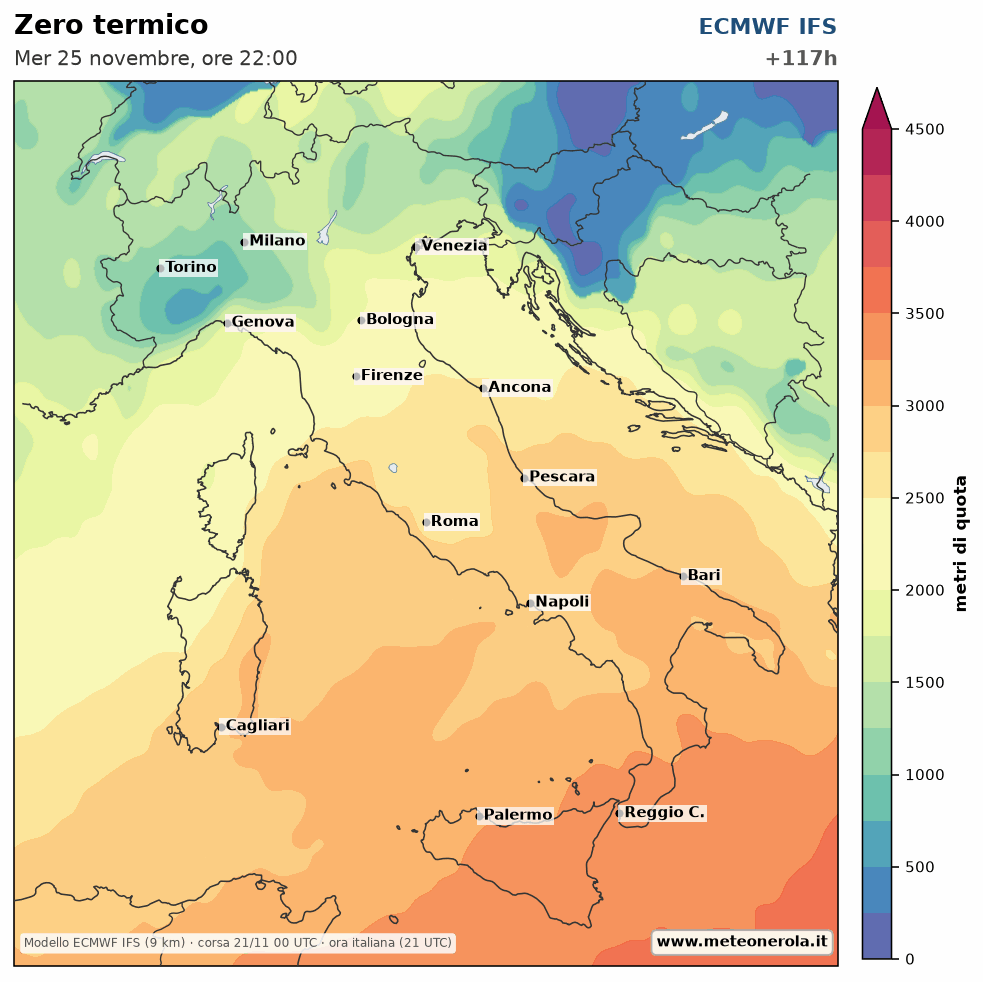 Zero termico
ECMWF IFS
Mer 25 novembre, ore 22:00
+117h
Milano
Venezia
Torino
Genova
Bologna
Firenze
Ancona
Pescara
Roma
Bari
Napoli
Cagliari
Palermo
Reggio C.
4500
4000
3500
3000
2500
2000
1500
1000
500
0
metri di quota
Modello ECMWF IFS (9 km) · corsa 21/11 00 UTC · ora italiana (21 UTC)
www.meteonerola.it